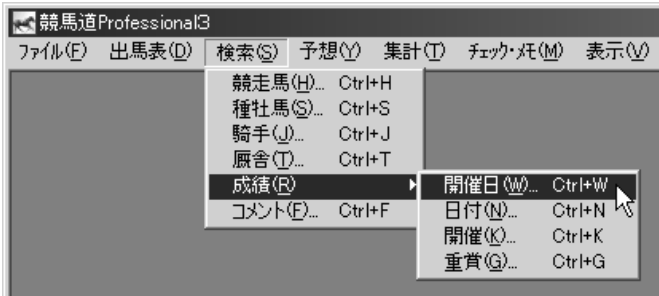 競馬道Professional3
ファイル(F) 出馬表(D) 検索(S) 予想(Y) 集計(T) チェック・メモ(M) 表示(V)
競走馬(H)... Ctrl+H
種牡馬(S)... Ctrl+S
騎手(J)... Ctrl+J
厩舎(T)... Ctrl+T
成績(R)
コメント(F)... Ctrl+F
開催日(W)... Ctrl+W
日付(N)... Ctrl+N
開催(K)... Ctrl+K
重賞(G)... Ctrl+G